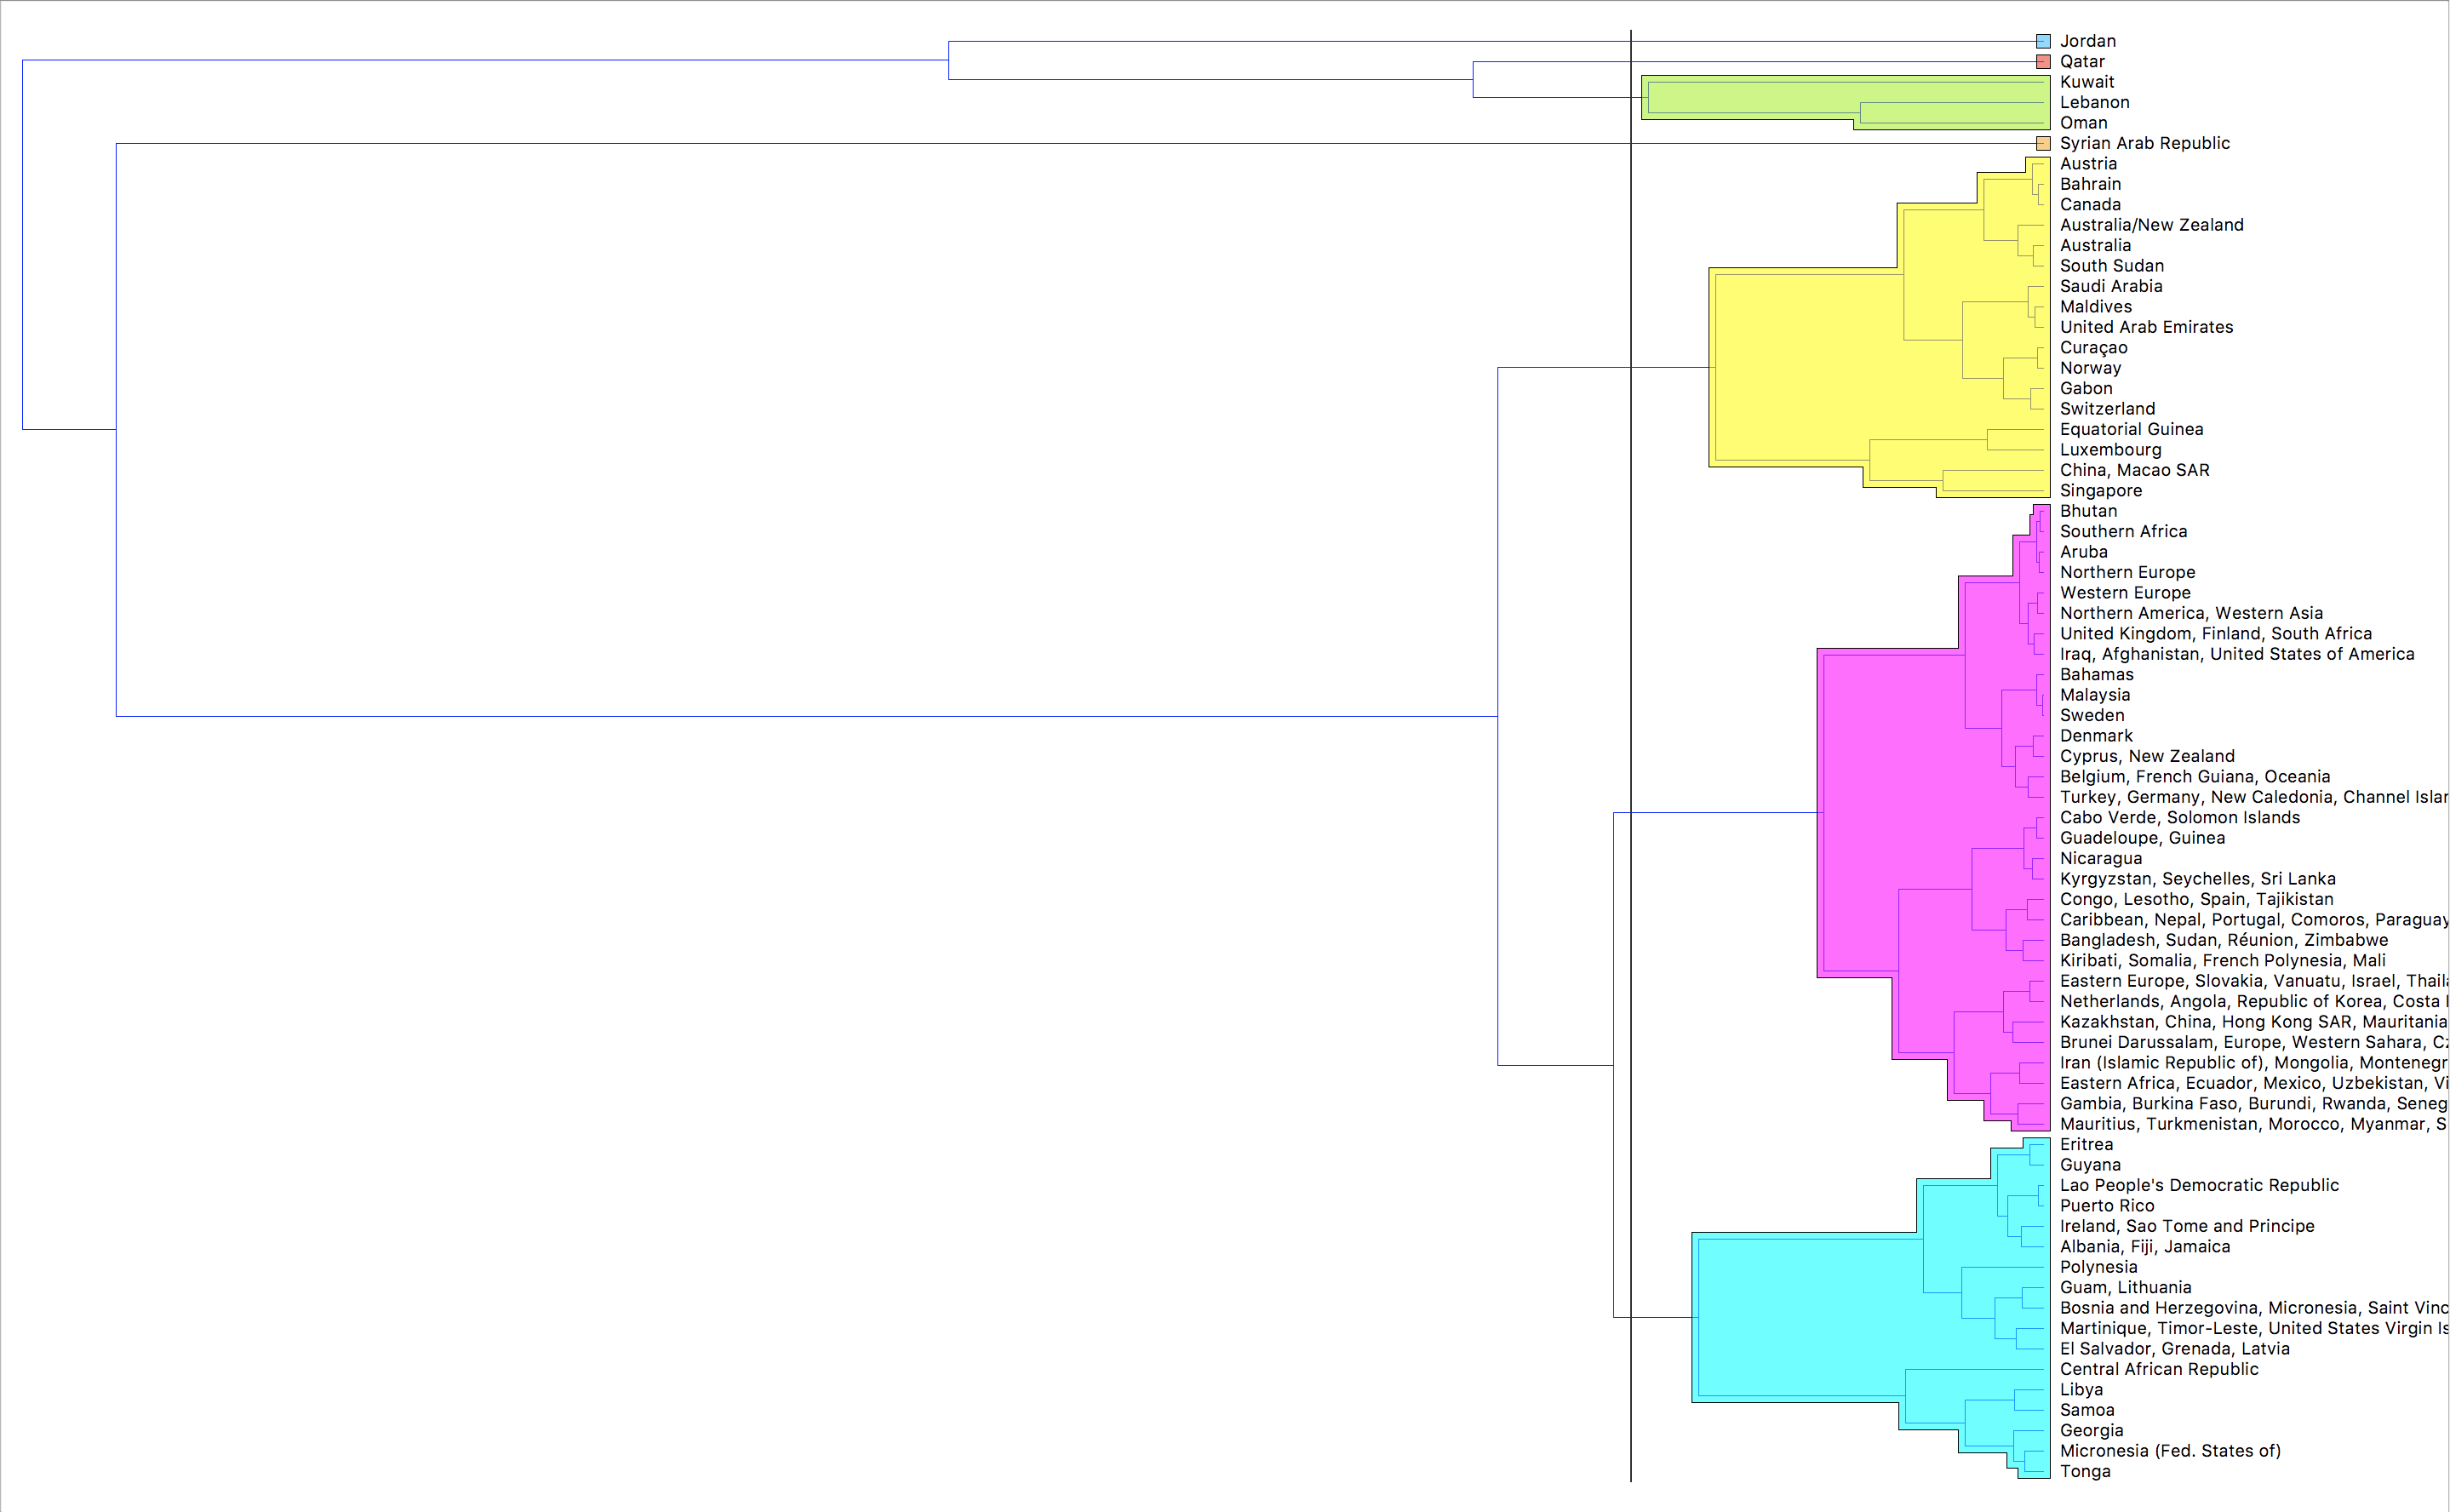 Jordan
Qatar
Kuwait
Lebanon
Oman
Syrian Arab Republic
Austria
Bahrain
Canada
Australia/New Zealand
Australia
South Sudan
Saudi Arabia
Maldives
United Arab Emirates
Curaçao
Norway
Gabon
Switzerland
Equatorial Guinea
Luxembourg
China, Macao SAR
Singapore
Bhutan
Southern Africa
Aruba
Northern Europe
Western Europe
Northern America, Western Asia
United Kingdom, Finland, South Africa
Iraq, Afghanistan, United States of America
Bahamas
Malaysia
Sweden
Denmark
Cyprus, New Zealand
Belgium, French Guiana, Oceania
Turkey, Germany, New Caledonia, Channel
Cabo Verde, Solomon Islands
Guadeloupe, Guinea
Nicaragua
Kyrgyzstan, Seychelles, Sri Lanka
Congo, Lesotho, Spain, Tajikistan
Caribbean, Nepal, Portugal, Comoros, Paraguay
Bangladesh, Sudan, Réunion, Zimbabwe
Kiribati, Somalia, French Polynesia, Mali
Eastern Europe, Slovakia, Vanuatu, Israel,
Netherlands, Angola, Republic of Korea, Costa
Kazakhstan, China, Hong Kong SAR, Mauritania
Brunei Darussalam, Europe, Western Sahara,
Iran (Islamic Republic of), Mongolia,
Eastern Africa, Ecuador, Mexico, Uzbekistan,
Gambia, Burkina Faso, Burundi, Rwanda,
Mauritius, Turkmenistan, Morocco, Myanmar,
Eritrea
Guyana
Lao People's Democratic Republic
Puerto Rico
Ireland, Sao Tome and Principe
Albania, Fiji, Jamaica
Polynesia
Guam, Lithuania
Bosnia and Herzegovina, Micronesia, Saint
Martinique, Timor-Leste, United States Virgin
El Salvador, Grenada, Latvia
Central African Republic
Libya
Samoa
Georgia
Micronesia (Fed. States of)
Tonga